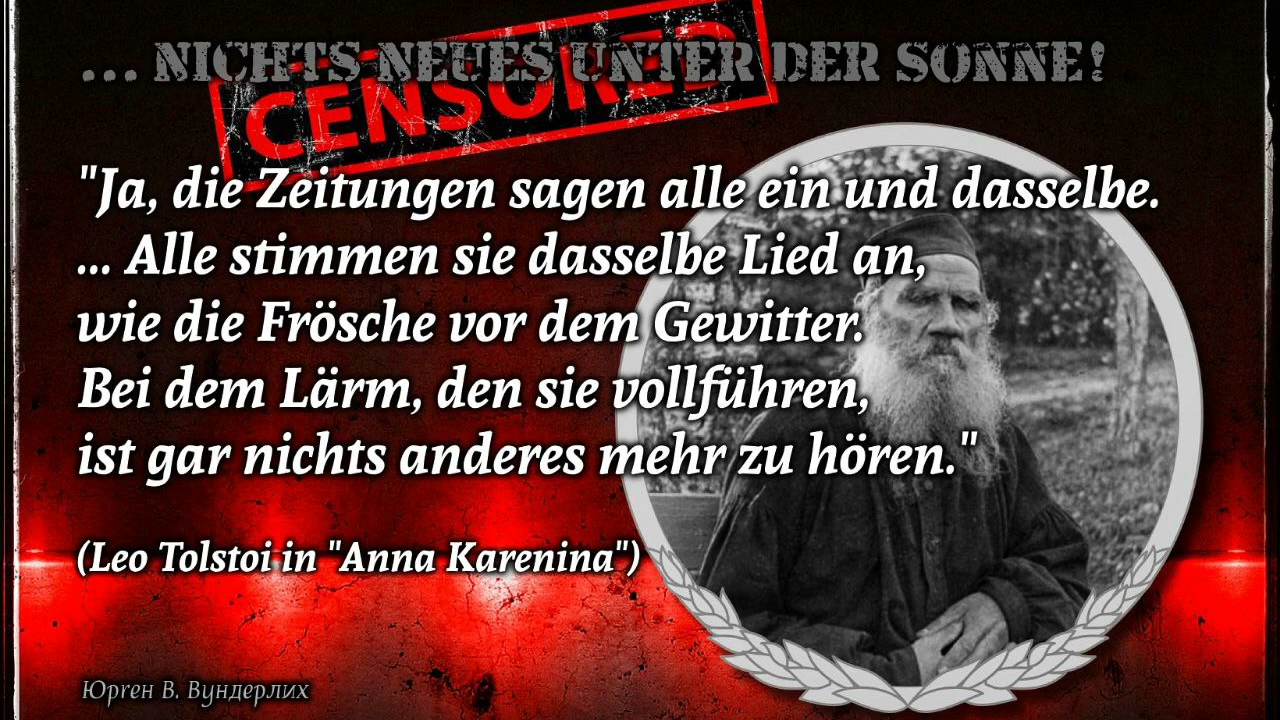 ... NICHTS NEUES UNTER DER SONNE!
CENSORED
"Ja, die Zeitungen sagen alle ein und dasselbe.
... Alle stimmen sie dasselbe Lied an,
wie die Frösche vor dem Gewitter.
Bei dem Lärm, den sie vollführen,
ist gar nichts anderes mehr zu hören."
(Leo Tolstoi in "Anna Karenina")
Юрген В. Вундерлих